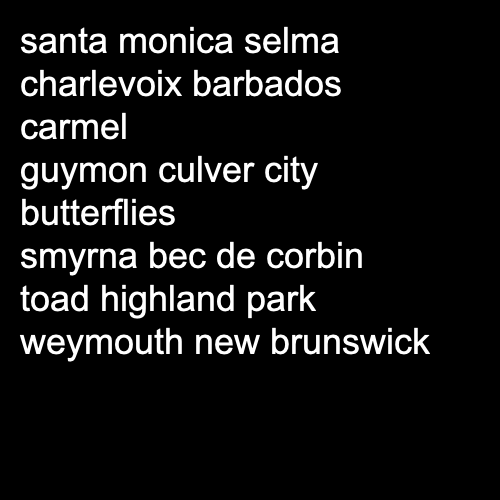 santa monica selma
charlevoix barbados
carmel
guymon culver city
butterflies
smyrna bec de corbin
toad highland park
weymouth new brunswick